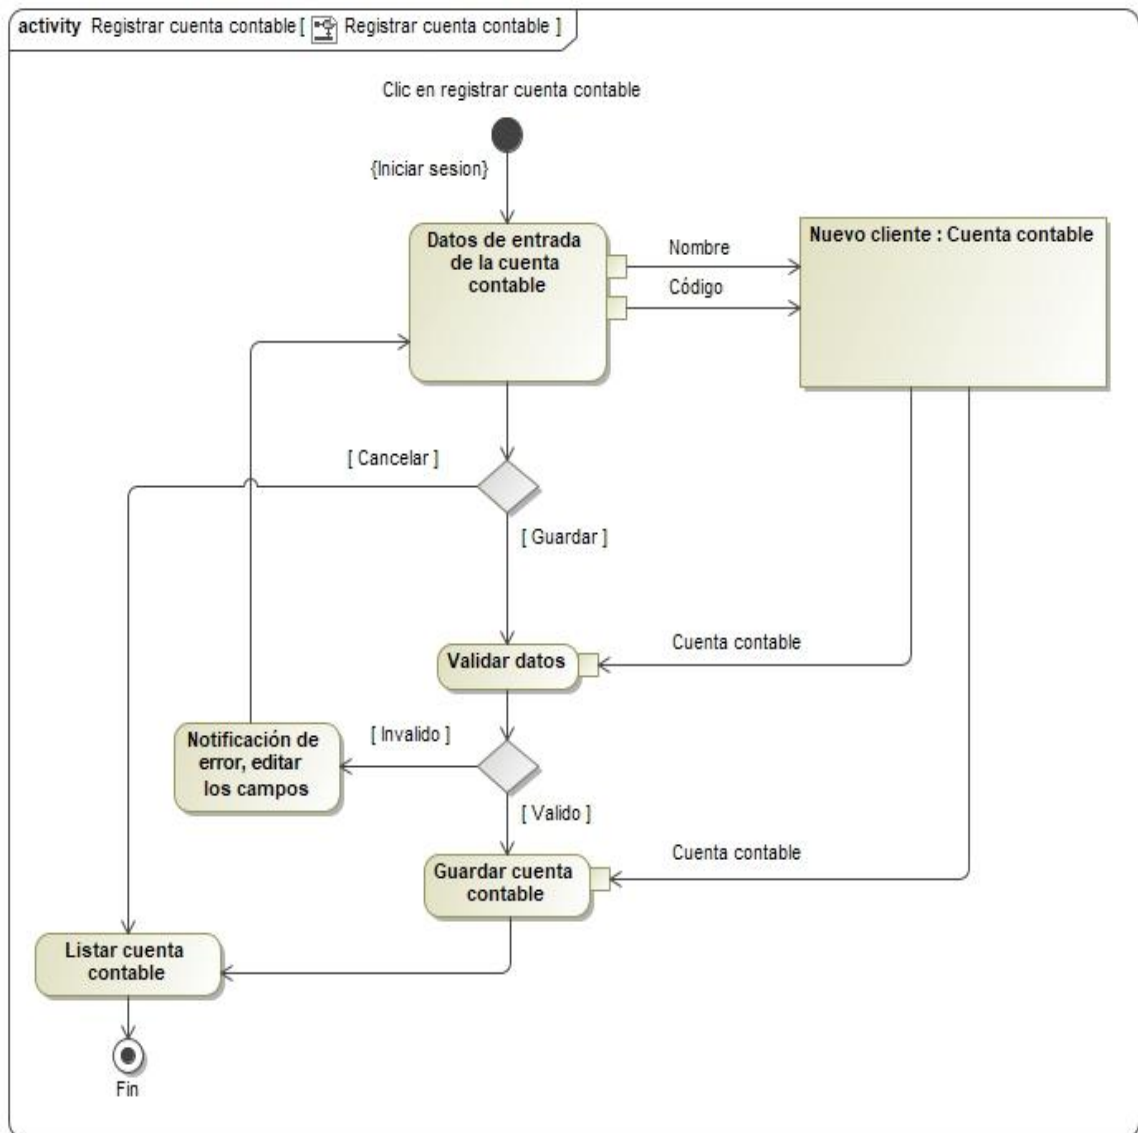 activity Registrar cuenta contable [ Registrar cuenta contable ]
Clic en registrar cuenta contable
{Iniciar sesion}
Datos de entrada
de la cuenta
contable
Nombre
Código
Nuevo cliente : Cuenta contable
[ Cancelar ]
[ Guardar ]
Validar datos
Cuenta contable
[ Invalido ]
Notificación de
error, editar
los campos
[ Valido ]
Guardar cuenta
contable
Cuenta contable
Listar cuenta
contable
Fin